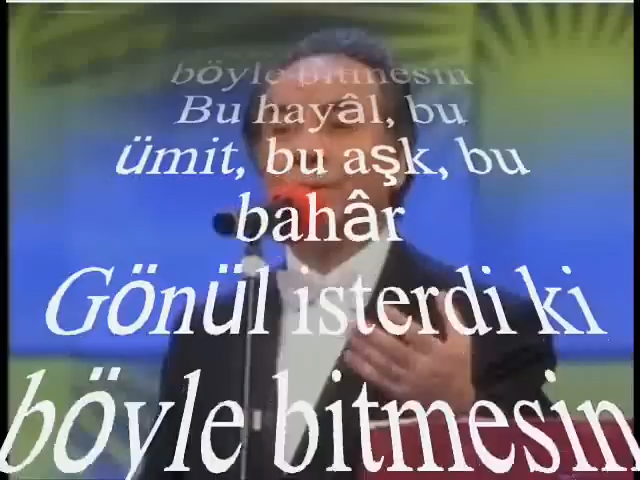 böyle bitmesin
Bu hayâl, bu
ümit, bu aşk, bu
bahâr
Gönül isterdi ki
böyle bitmesin